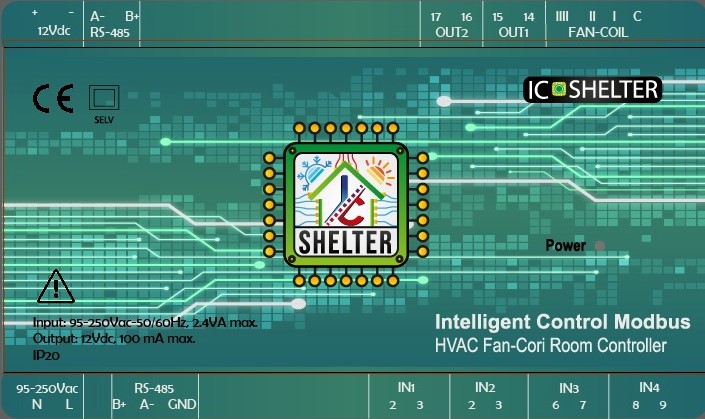 + -
12Vdc
A- B+
RS-485
17 16
OUT2
15 14
OUT1
IIII II I C
FAN-COIL
CE
SELV
IC SHELTER
IC
SHELTER
Power
Input: 95-250Vac-50/60Hz, 2.4VA max.
Output: 12Vdc, 100 mA max.
IP20
Intelligent Control Modbus
HVAC Fan-Cori Room Controller
95-250Vac
N L
RS-485
B+ A- GND
IN1
2 3
IN2
2 3
IN3
6 7
IN4
8 9